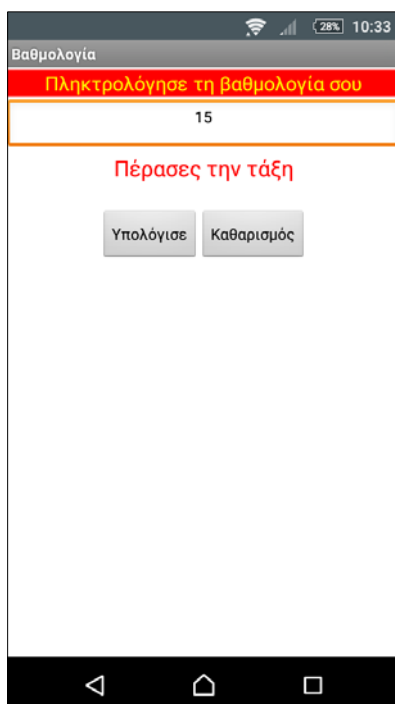 28% 10:33
Βαθμολογία
Πληκτρολόγησε τη βαθμολογία σου
15
Πέρασες την τάξη
Υπολόγισε Καθαρισμός